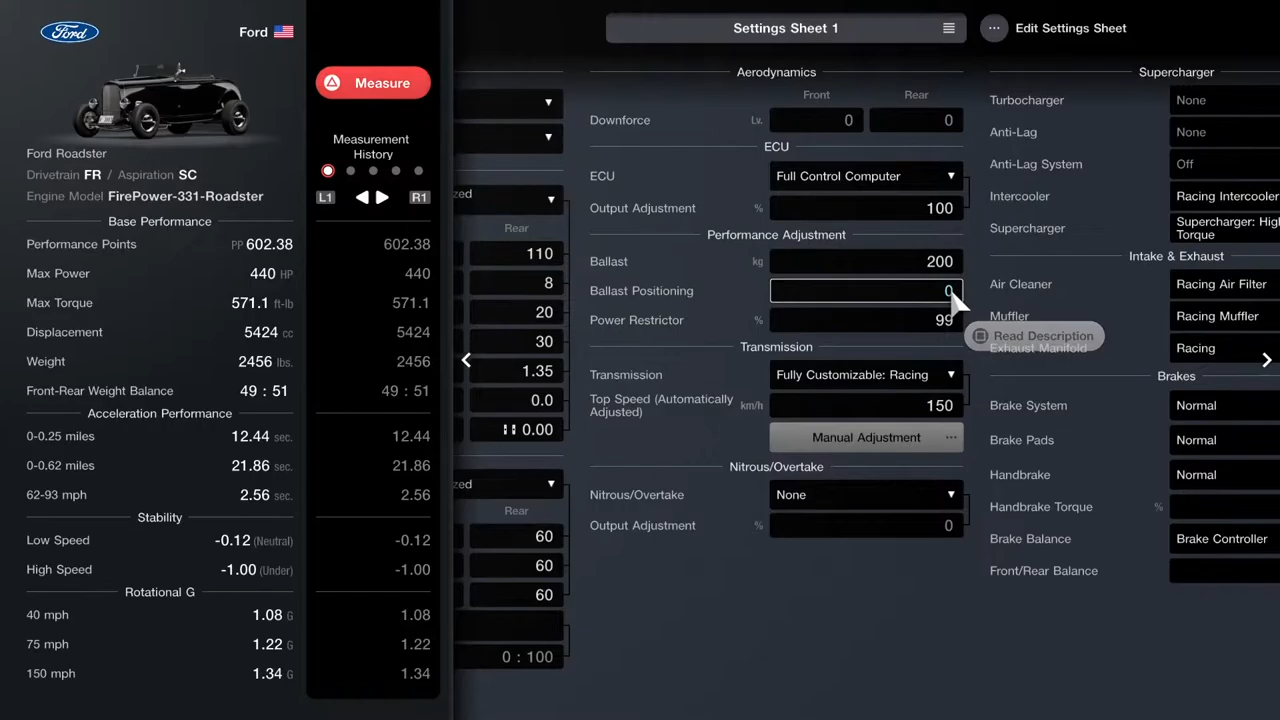 Ford
Ford
Ford Roadster
Drivetrain FR / Aspiration SC
Engine Model FirePower-331-Roadster
Base Performance
Performance Points PP 602.38
Max Power 440 HP
Max Torque 571.1 ft-lb
Displacement 5424 cc
Weight 2456 lbs.
Front-Rear Weight Balance 49 : 51
Acceleration Performance
0-0.25 miles 12.44 sec.
0-0.62 miles 21.86 sec.
62-93 mph 2.56 sec.
Stability
Low Speed -0.12 (Neutral)
High Speed -1.00 (Under)
Rotational G
40 mph 1.08 G
75 mph 1.22 G
150 mph 1.34 G
Measure
Measurement
History
L1 R1
602.38
440
571.1
5424
2456
49 : 51
12.44
21.86
2.56
-0.12
-1.00
1.08
1.22
1.34
Settings Sheet 1
Edit Settings Sheet
zed
Rear
110
8
20
30
1.35
0.0
0.00
zed
Rear
60
60
60
0 : 100
Aerodynamics
Front Rear
Downforce Lv. 0 0
ECU
ECU Full Control Computer
Output Adjustment % 100
Performance Adjustment
Ballast kg 200
Ballast Positioning 0
Power Restrictor % 99
Transmission
Transmission Fully Customizable: Racing
Top Speed (Automatically
Adjusted) km/h 150
Manual Adjustment
Nitrous/Overtake
Nitrous/Overtake None
Output Adjustment % 0
Supercharger
Turbocharger None
Anti-Lag None
Anti-Lag System Off
Intercooler Racing Intercooler
Supercharger Supercharger: High
Torque
Intake & Exhaust
Air Cleaner Racing Air Filter
Muffler Racing Muffler
Read Description
Exhaust Manifold Racing
Brakes
Brake System Normal
Brake Pads Normal
Handbrake Normal
Handbrake Torque %
Brake Balance Brake Controller
Front/Rear Balance